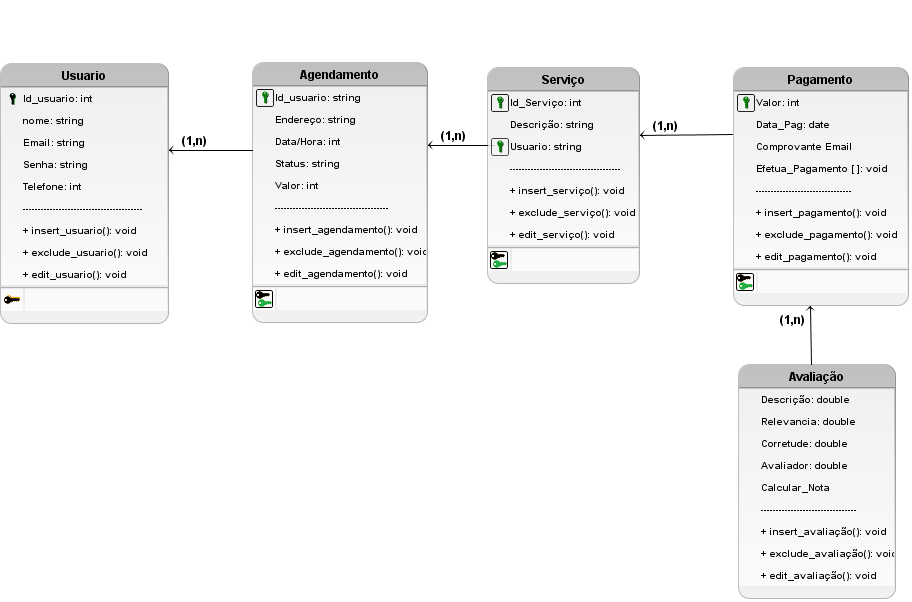 Usuario
Id_usuario: int
nome: string
Email: string
Senha: string
Telefone: int
----------------------------------------
+ insert_usuario(): void
+ exclude_usuario(): void
+ edit_usuario(): void
(1,n)
Agendamento
Id_usuario: string
Endereço: string
Data/Hora: int
Status: string
Valor: int
--------------------------------------
+ insert_agendamento(): void
+ exclude_agendamento(): void
+ edit_agendamento(): void
(1,n)
Serviço
Id_Serviço: int
Descrição: string
Usuario: string
-------------------------------------
+ insert_serviço(): void
+ exclude_serviço(): void
+ edit_serviço(): void
(1,n)
Pagamento
Valor: int
Data_Pag: date
Comprovante Email
Efetua_Pagamento [ ]: void
--------------------------------
+ insert_pagamento(): void
+ exclude_pagamento(): void
+ edit_pagamento(): void
(1,n)
Avaliação
Descrição: double
Relevancia: double
Corretude: double
Avaliador: double
Calcular_Nota
--------------------------------
+ insert_avaliação(): void
+ exclude_avaliação(): void
+ edit_avaliação(): void